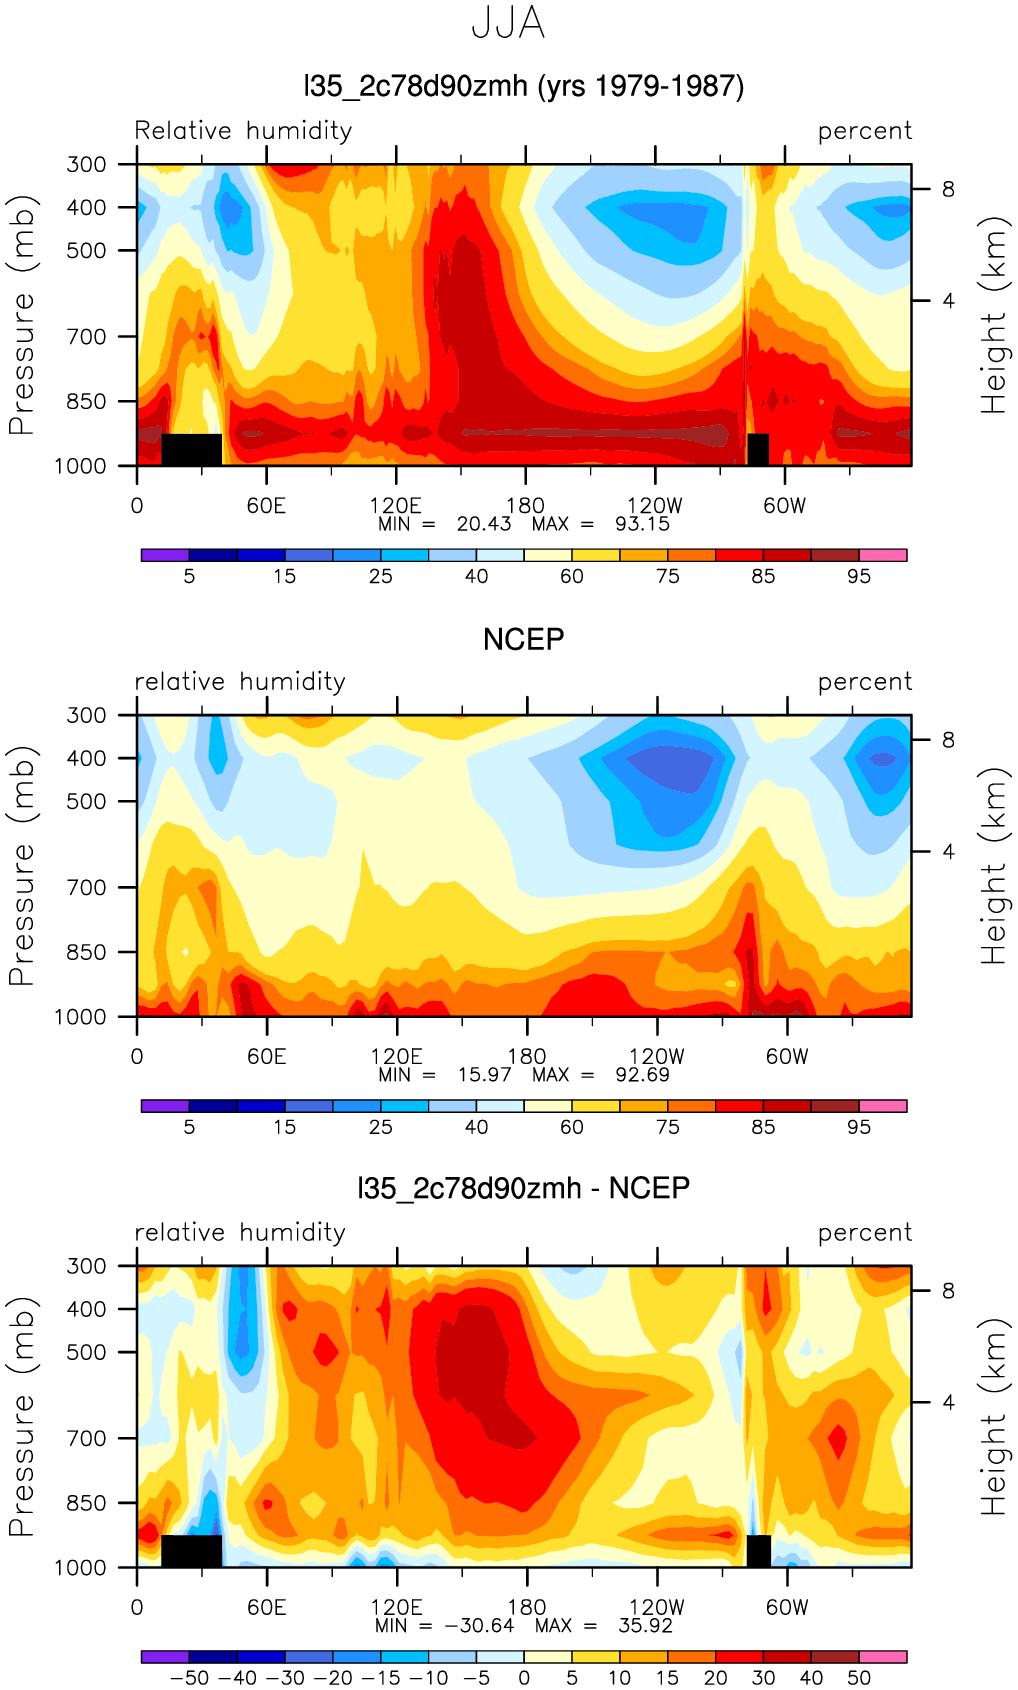 JJA
l35_2c78d90zmh (yrs 1979-1987)
Relative humidity percent
300
400
500
700
850
1000
Pressure (mb)
8
4
Height (km)
0 60E 120E 180 120W 60W
MIN = 20.43 MAX = 93.15
5 15 25 40 60 75 85 95
NCEP
relative humidity percent
300
400
500
700
850
1000
Pressure (mb)
8
4
Height (km)
0 60E 120E 180 120W 60W
MIN = 15.97 MAX = 92.69
5 15 25 40 60 75 85 95
l35_2c78d90zmh - NCEP
relative humidity percent
300
400
500
700
850
1000
Pressure (mb)
8
4
Height (km)
0 60E 120E 180 120W 60W
MIN = -30.64 MAX = 35.92
-50 -40 -30 -20 -15 -10 -5 0 5 10 15 20 30 40 50